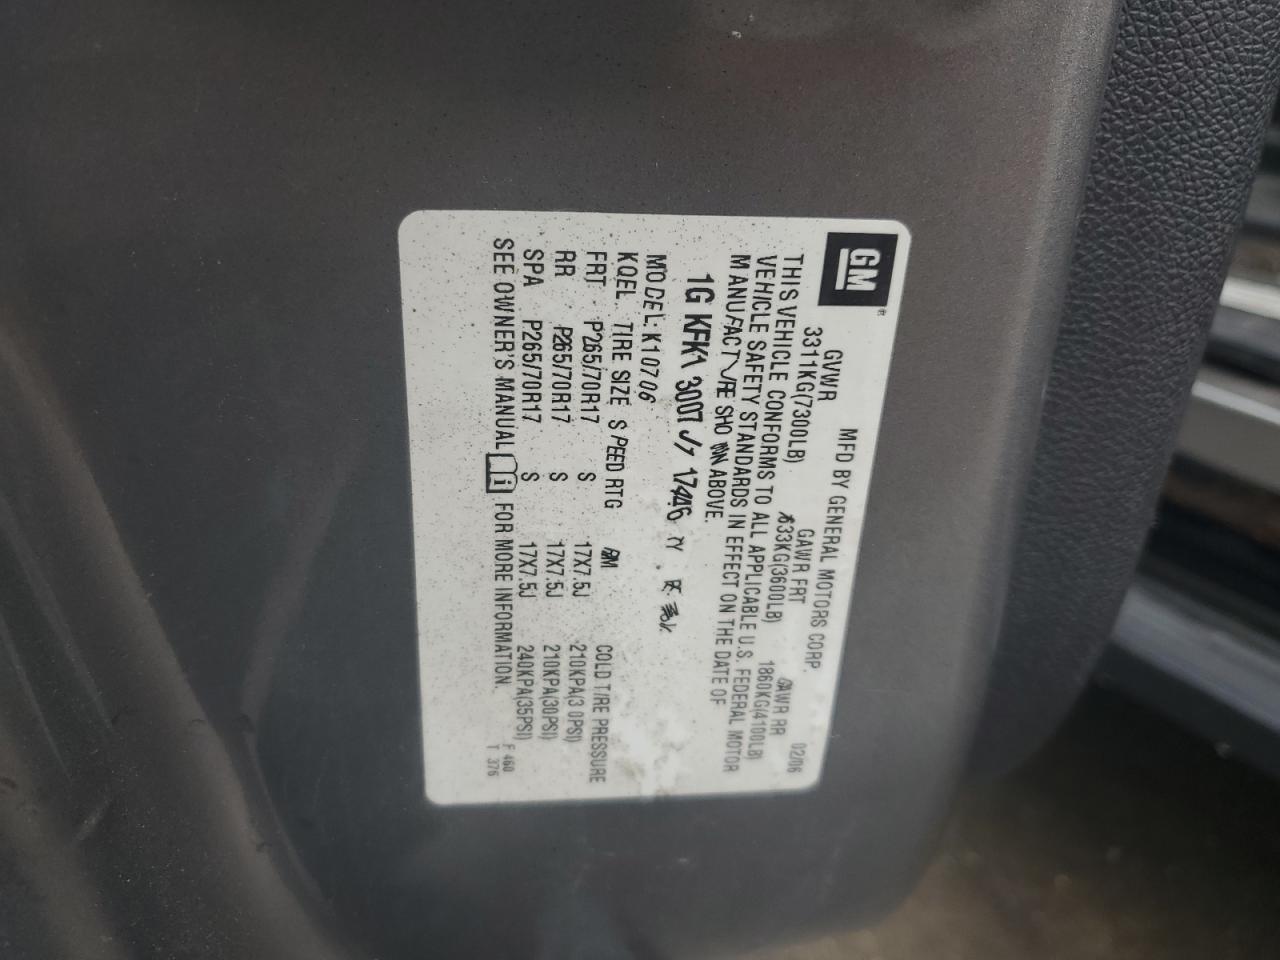 GM
MFD BY GENERAL MOTORS CORP. 02/06
GVWR GAWR FRT GAWR RR
3311KG(7300LB) 633KG(3600LB) 1860KG(4100LB)
THIS VEHICLE CONFORMS TO ALL APPLICABLE U.S. FEDERAL MOTOR
VEHICLE SAFETY STANDARDS IN EFFECT ON THE DATE OF
MANUFACTURE SHOWN ABOVE.
MODEL: K10706
KQEL TIRE SIZE SPEED RTG COLD TIRE PRESSURE
FRT P265/70R17 S 17X7.5J 210KPA(30PSI)
RR P265/70R17 S 17X7.5J 210KPA(30PSI)
SPA P265/70R17 S 17X7.5J 240KPA(35PSI)
SEE OWNER'S MANUAL FOR MORE INFORMATION.
F 460
T 376